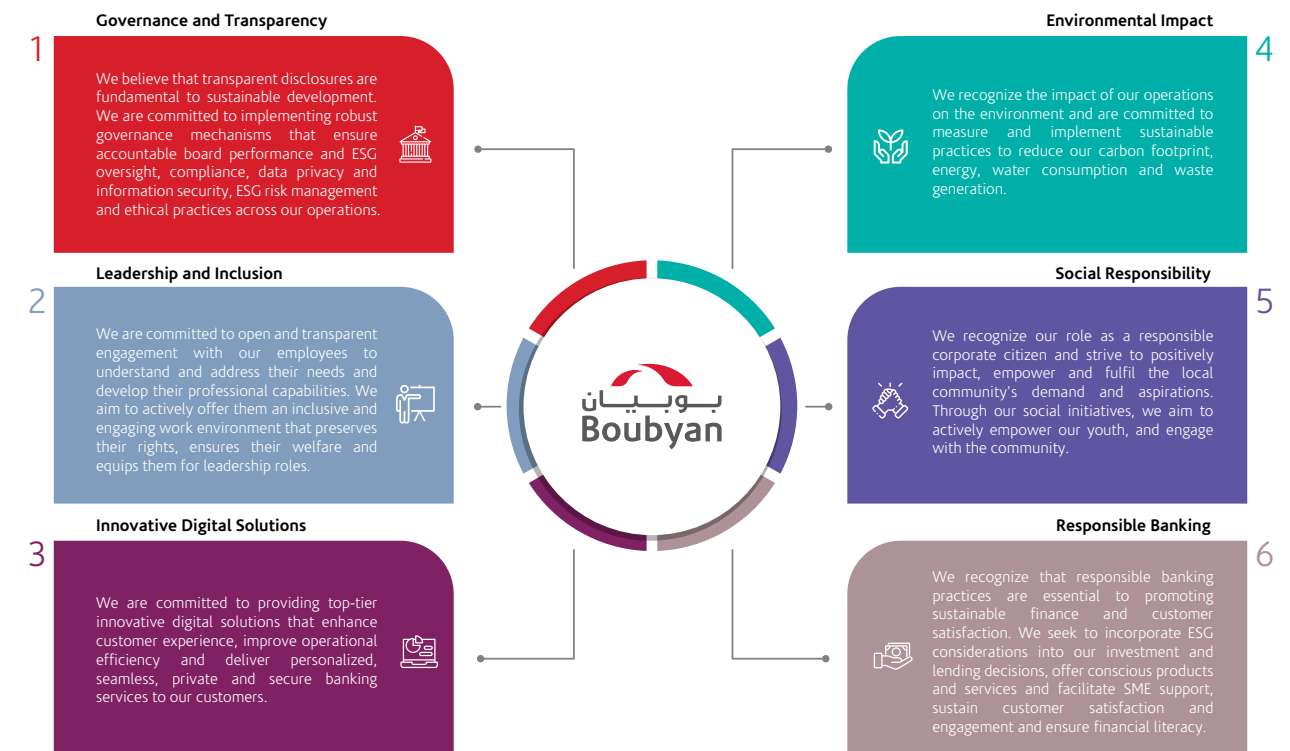 Governance and Transparency
1
We believe that transparent disclosures are
fundamental to sustainable development.
We are committed to implementing robust
governance mechanisms that ensure
accountable board performance and ESG
oversight, compliance, data privacy and
information security, ESG risk management
and ethical practices across our operations.
Leadership and Inclusion
2
We are committed to open and transparent
engagement with our employees to
understand and address their needs and
develop their professional capabilities. We
aim to actively offer them an inclusive and
engaging work environment that preserves
their rights, ensures their welfare and
equips them for leadership roles.
Innovative Digital Solutions
3
We are committed to providing top-tier
innovative digital solutions that enhance
customer experience, improve operational
efficiency and deliver personalized,
seamless, private and secure banking
services to our customers.
بوبيان
Boubyan
Environmental Impact
4
We recognize the impact of our operations
on the environment and are committed to
measure and implement sustainable
practices to reduce our carbon footprint,
energy, water consumption and waste
generation.
Social Responsibility
5
We recognize our role as a responsible
corporate citizen and strive to positively
impact, empower and fulfil the local
community's demand and aspirations.
Through our social initiatives, we aim to
actively empower our youth, and engage
with the community.
Responsible Banking
6
We recognize that responsible banking
practices are essential to promoting
sustainable finance and customer
satisfaction. We seek to incorporate ESG
considerations into our investment and
lending decisions, offer conscious products
and services and facilitate SME support,
sustain customer satisfaction and
engagement and ensure financial literacy.